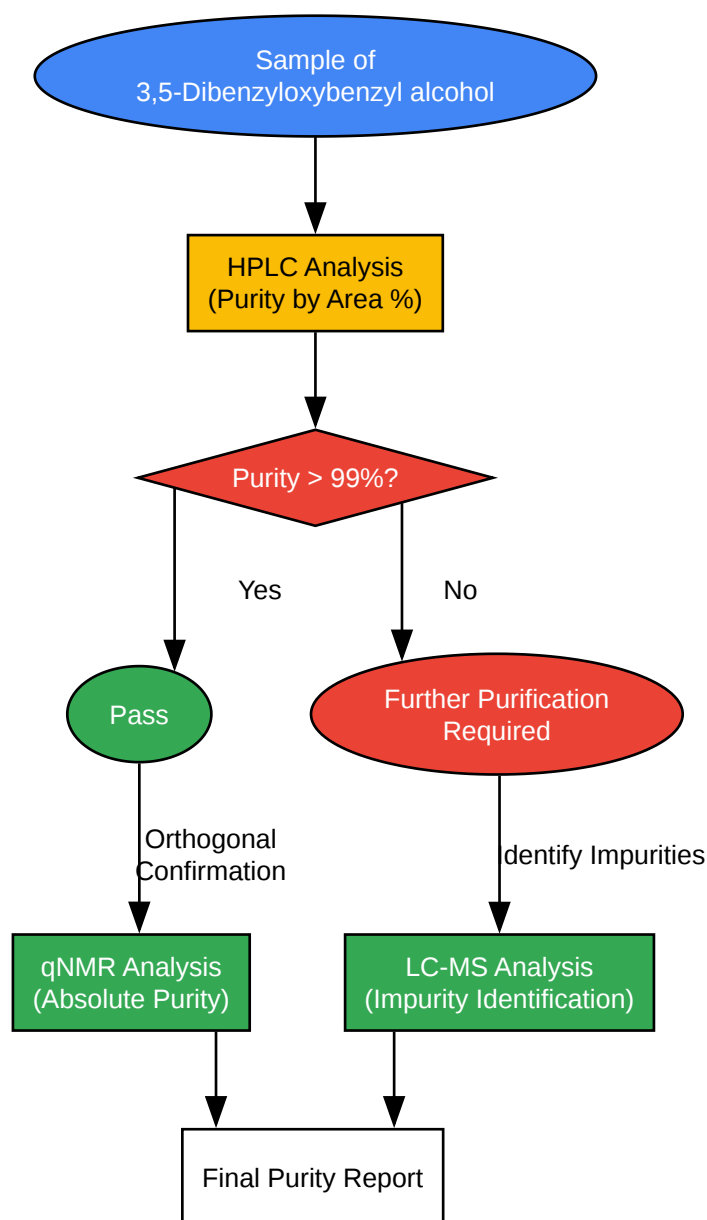 Sample of
3,5-Dibenzyloxybenzyl alcohol
HPLC Analysis
(Purity by Area %)
Purity > 99%?
Yes
No
Pass
Further Purification
Required
Orthogonal
Confirmation
Identify Impurities
qNMR Analysis
(Absolute Purity)
LC-MS Analysis
(Impurity Identification)
Final Purity Report